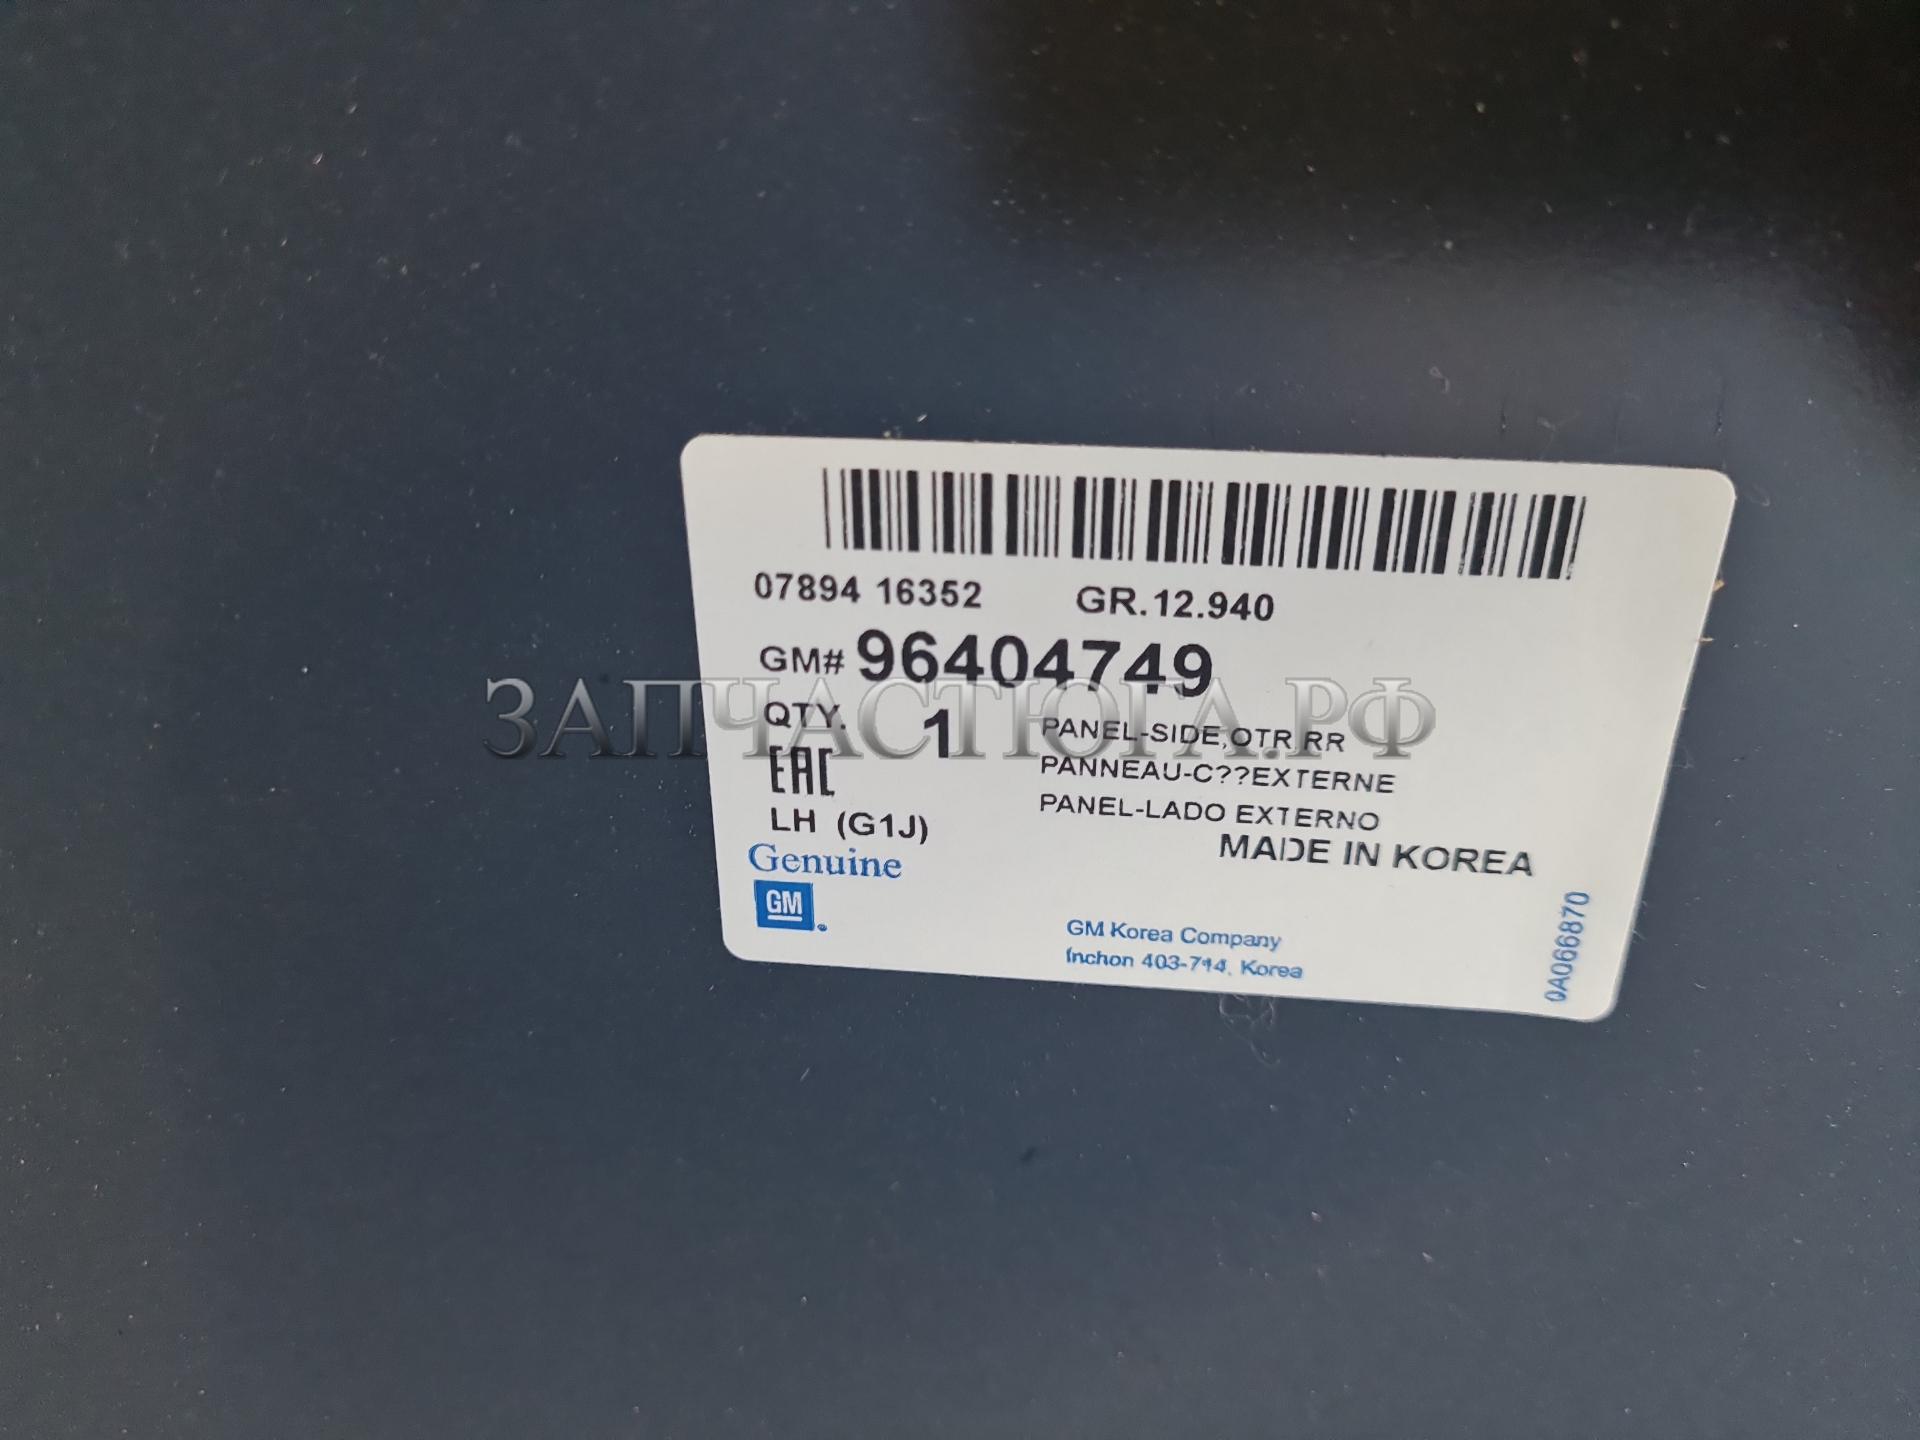 07894 16352 GR.12.940
GM# 96404749
ЗАПЧАСТЮГА.РФ
QTY. 1 PANEL-SIDE,QTR RR
EAC PANNEAU-C??EXTERNE
PANEL-LADO EXTERNO
LH (G1J) MADE IN KOREA
Genuine
GM
GM Korea Company
Inchon 403-714, Korea
0A066870